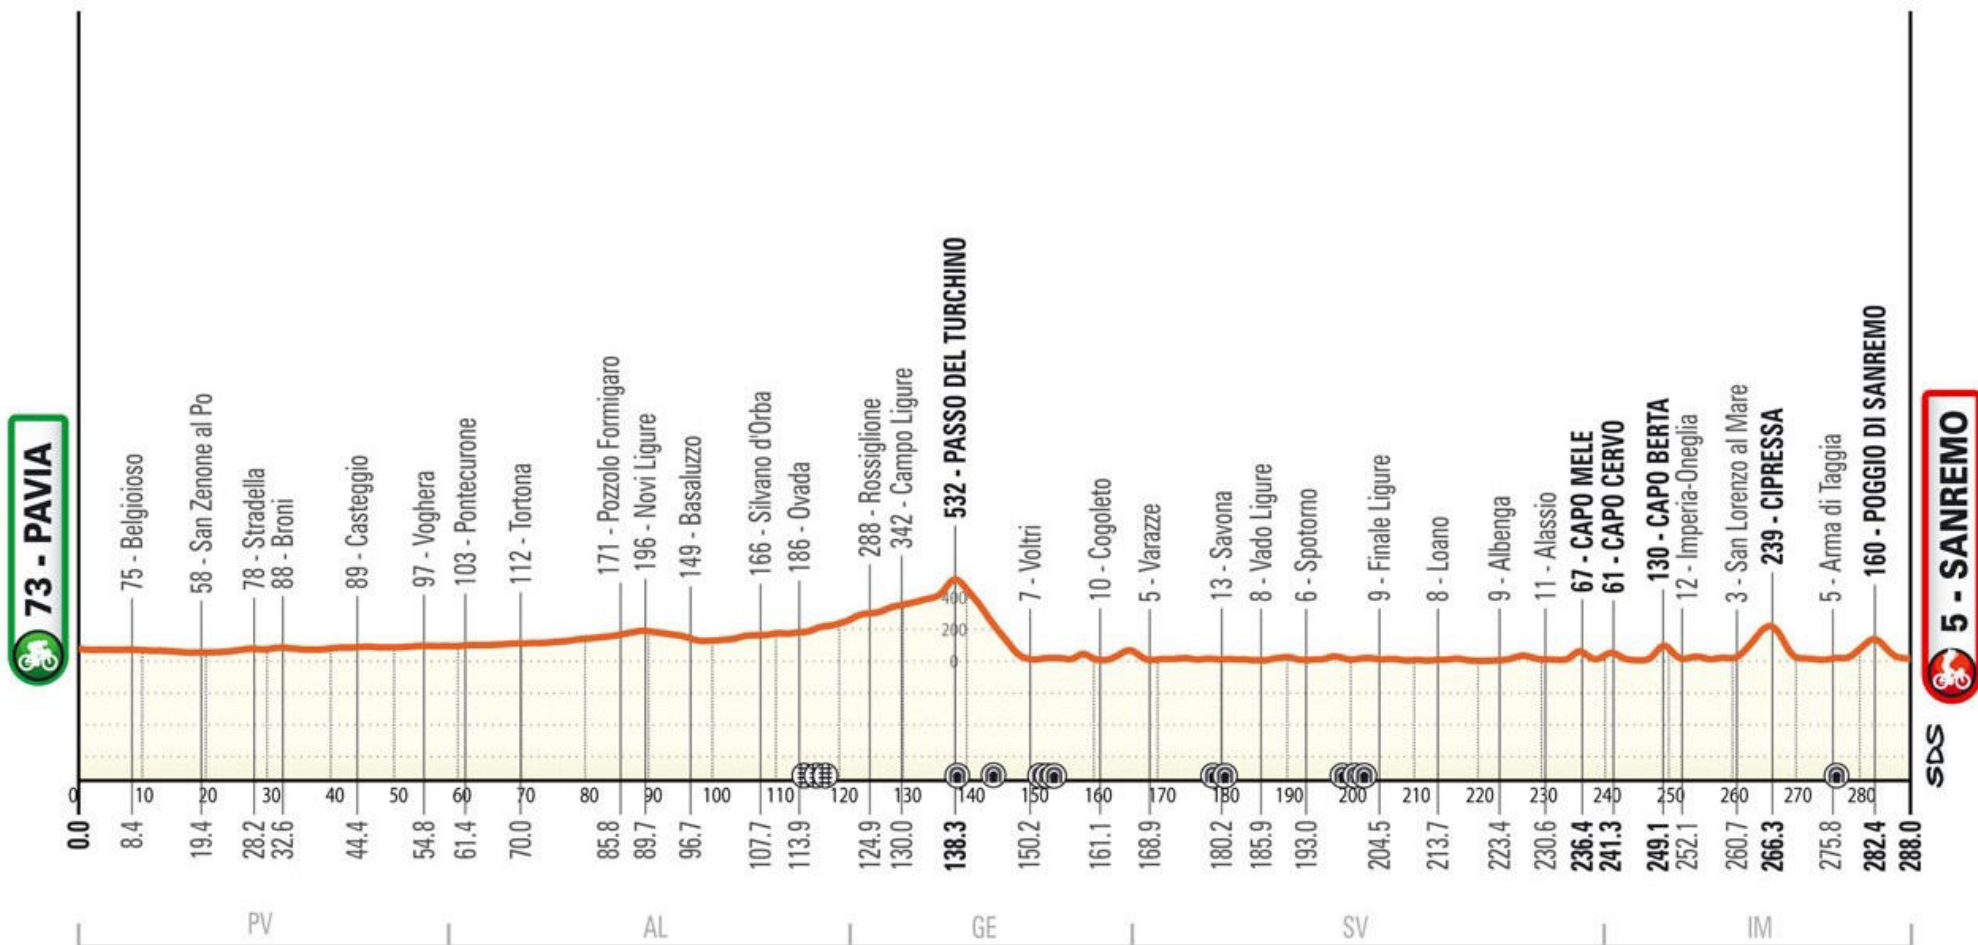 73 - PAVIA
75 - Belgioioso
58 - San Zenone al Po
78 - Stradella
88 - Broni
89 - Casteggio
97 - Voghera
103 - Pontecurone
112 - Tortona
171 - Pozzolo Formigaro
196 - Novi Ligure
149 - Basaluzzo
166 - Silvano d'Orba
186 - Ovada
288 - Rossiglione
342 - Campo Ligure
532 - PASSO DEL TURCHINO
7 - Voltri
10 - Cogoleto
5 - Varazze
13 - Savona
8 - Vado Ligure
6 - Spotorno
9 - Finale Ligure
8 - Loano
9 - Albenga
11 - Alassio
67 - CAPO MELE
61 - CAPO CERVO
130 - CAPO BERTA
12 - Imperia-Oneglia
3 - San Lorenzo al Mare
239 - CIPRESSA
5 - Arma di Taggia
160 - POGGIO DI SANREMO
5 - SANREMO
400
200
0
SDS
0 10 20 30 40 50 60 70 80 90 100 110 120 130 140 150 160 170 180 190 200 210 220 230 240 250 260 270 280
0.0 8.4 19.4 28.2 32.6 44.4 54.8 61.4 70.0 85.8 89.7 96.7 107.7 113.9 124.9 130.0 138.3 150.2 161.1 168.9 180.2 185.9 193.0 204.5 213.7 223.4 230.6 236.4 241.3 249.1 252.1 260.7 266.3 275.8 282.4 288.0
PV AL GE SV IM